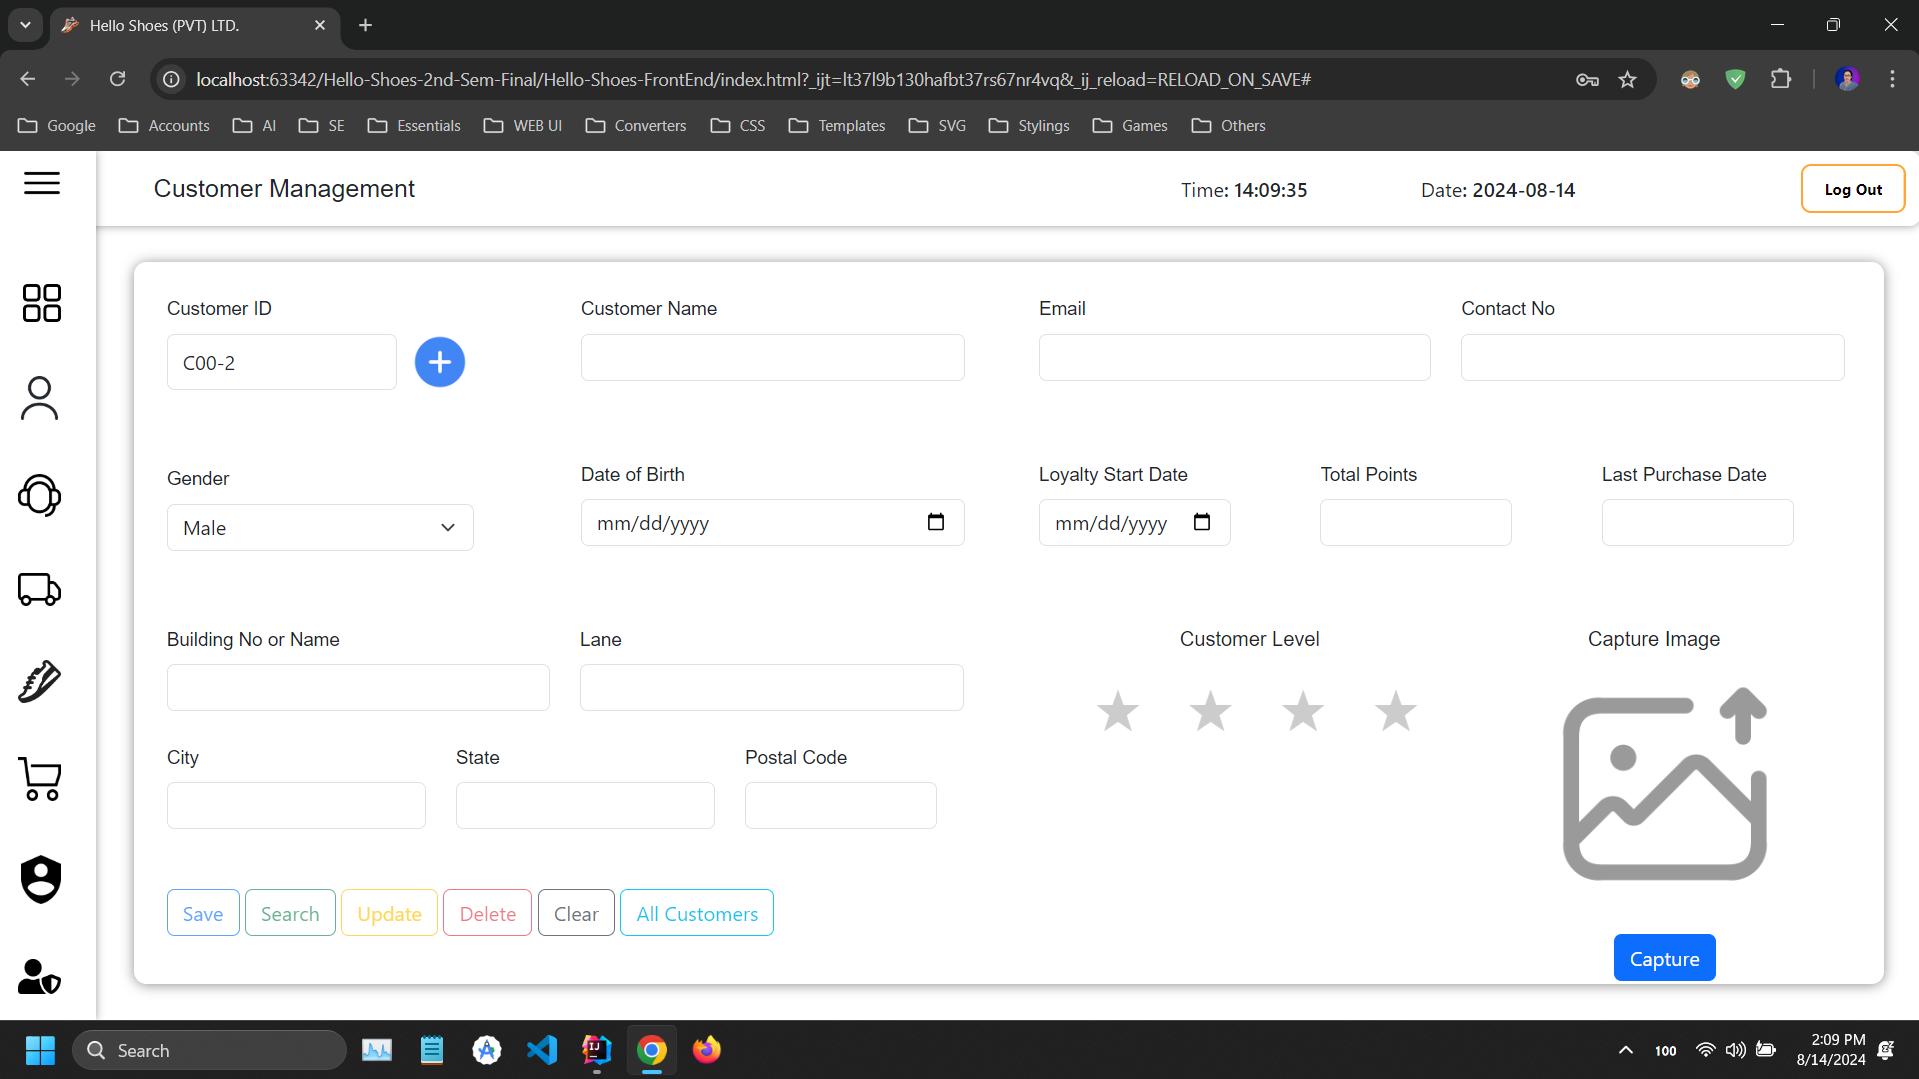 Hello Shoes (PVT) LTD.
localhost:63342/Hello-Shoes-2nd-Sem-Final/Hello-Shoes-FrontEnd/index.html?_ijt=lt37l9b130hafbt37rs67nr4vq&_ij_reload=RELOAD_ON_SAVE#
Google Accounts AI SE Essentials WEB UI Converters CSS Templates SVG Stylings Games Others
Customer Management Time: 14:09:35 Date: 2024-08-14 Log Out
Customer ID Customer Name Email Contact No
C00-2
Gender Date of Birth Loyalty Start Date Total Points Last Purchase Date
Male mm/dd/yyyy mm/dd/yyyy
Building No or Name Lane Customer Level Capture Image
City State Postal Code
Save Search Update Delete Clear All Customers
Capture
Search 100 2:09 PM
8/14/2024